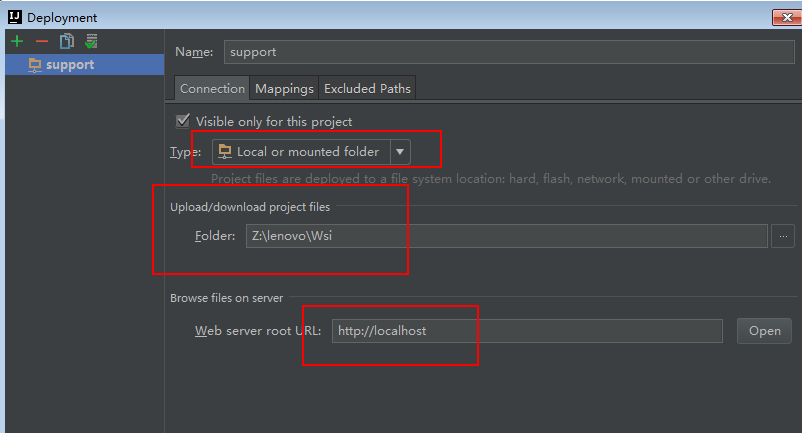 Deployment
support
Name: support
Connection Mappings Excluded Paths
Visible only for this project
Type: Local or mounted folder
Project files are deployed to a file system location: hard, flash, network, mounted or other drive.
Upload/download project files
Folder: Z:\lenovo\Wsi ...
Browse files on server
Web server root URL: http://localhost Open